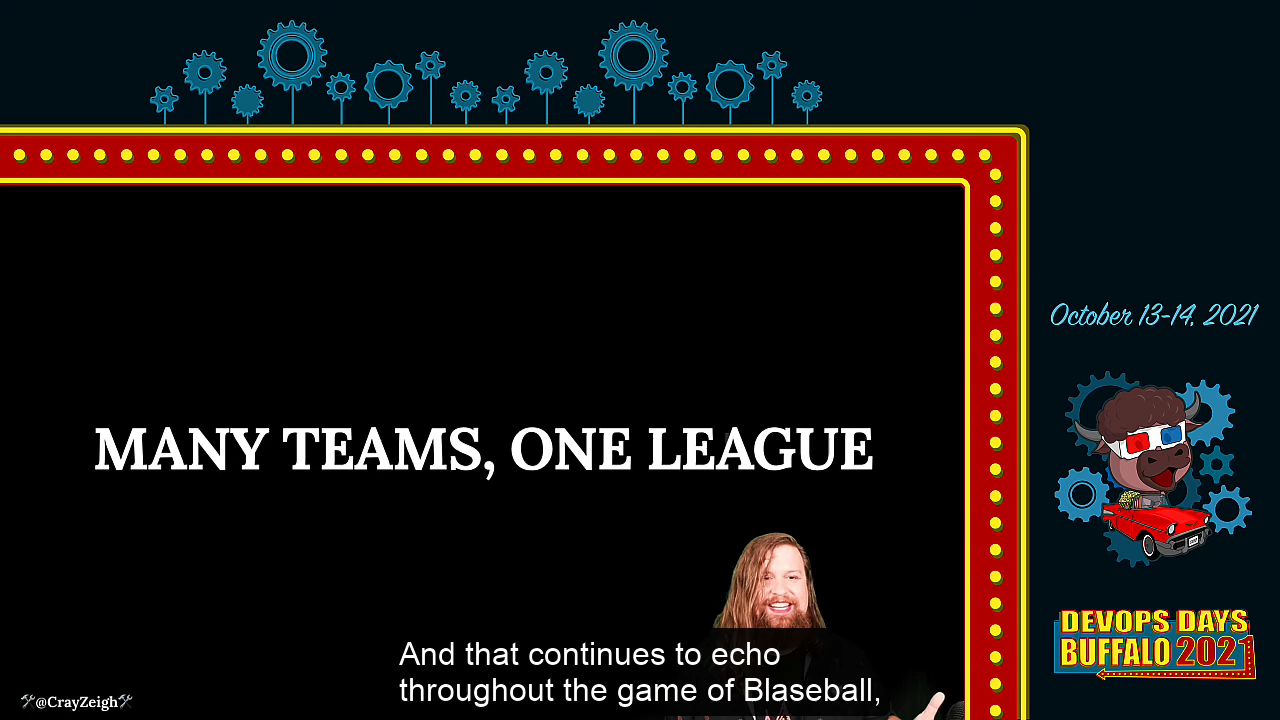 October 13-14, 2021
MANY TEAMS, ONE LEAGUE
DEVOPS DAYS
BUFFALO 2021
And that continues to echo
throughout the game of Blaseball,
@CrayZeigh